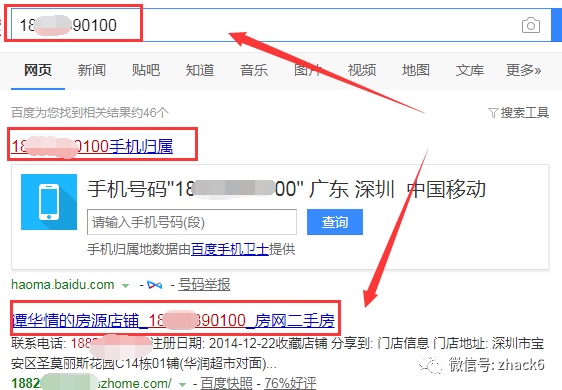 18 90100
网页 新闻 贴吧 知道 音乐 图片 视频 地图 文库 更多»
百度为您找到相关结果约46个 搜索工具
18 0100手机归属
手机号码"18 00" 广东 深圳 中国移动
请输入手机号码(段) 查询
手机归属地数据由百度手机卫士提供
haoma.baidu.com - 号码举报
谭华情的房源店铺_18 890100_房网二手房
联系电话: 188 注册日期: 2014-12-22收藏店铺 分享到: 门店信息 门店地址: 深圳市宝
安区圣莫丽斯花园C14栋01铺(华润超市对面)...
1882 zhome.com/ - 百度快照 - 76%好评
微信号: zhack6